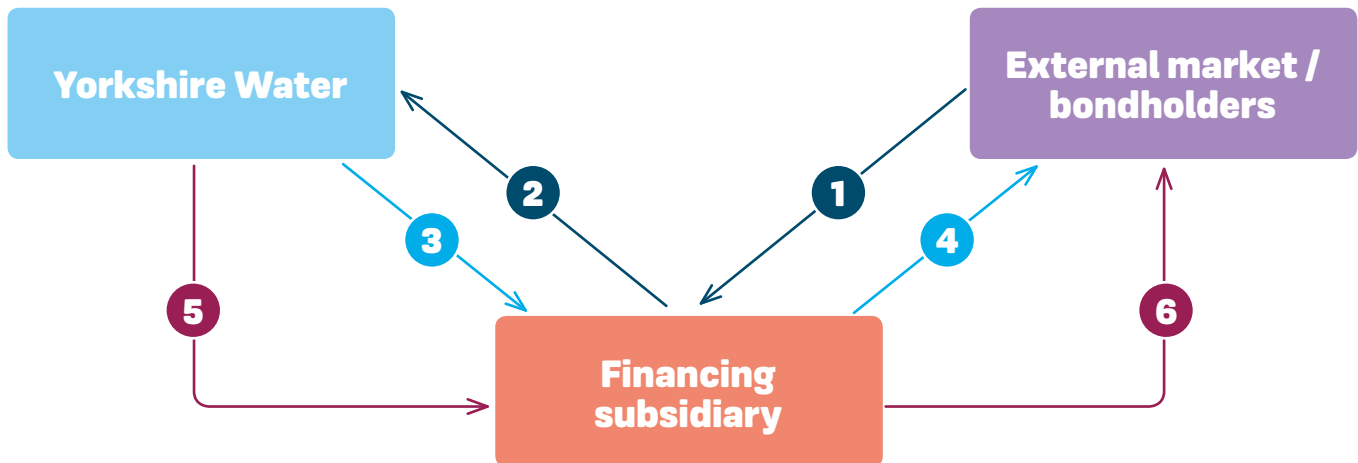 Yorkshire Water
External market /
bondholders
2
1
3
4
5
6
Financing
subsidiary